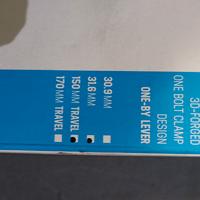 3D-FORGED
ONE BOLT CLAMP
DESIGN
ONE-BY LEVER
30.9 MM
31.6 MM
150 MM TRAVEL
170 MM TRAVEL